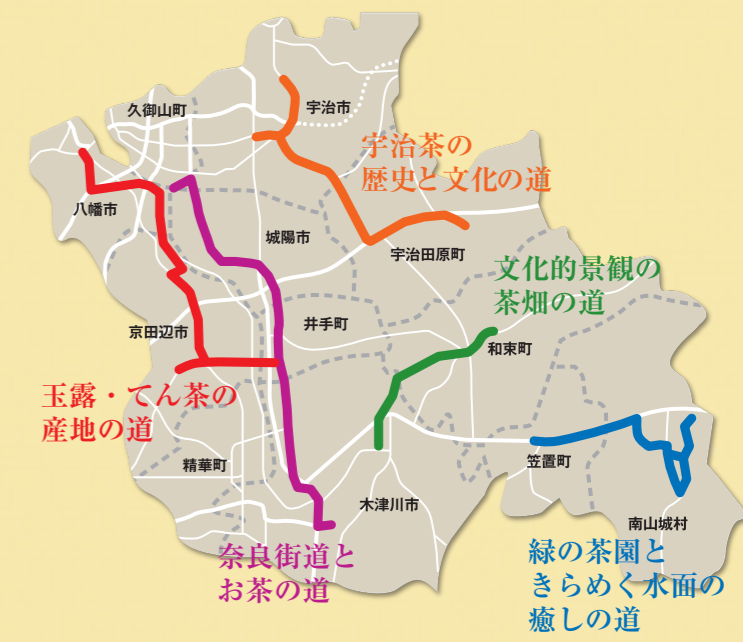 久御山町
宇治市
宇治茶の
歴史と文化の道
八幡市
城陽市
宇治田原町
文化的景観の
茶畑の道
京田辺市
井手町
和束町
玉露・てん茶の
産地の道
精華町
笠置町
木津川市
南山城村
奈良街道と
お茶の道
緑の茶園と
きらめく水面の
癒しの道